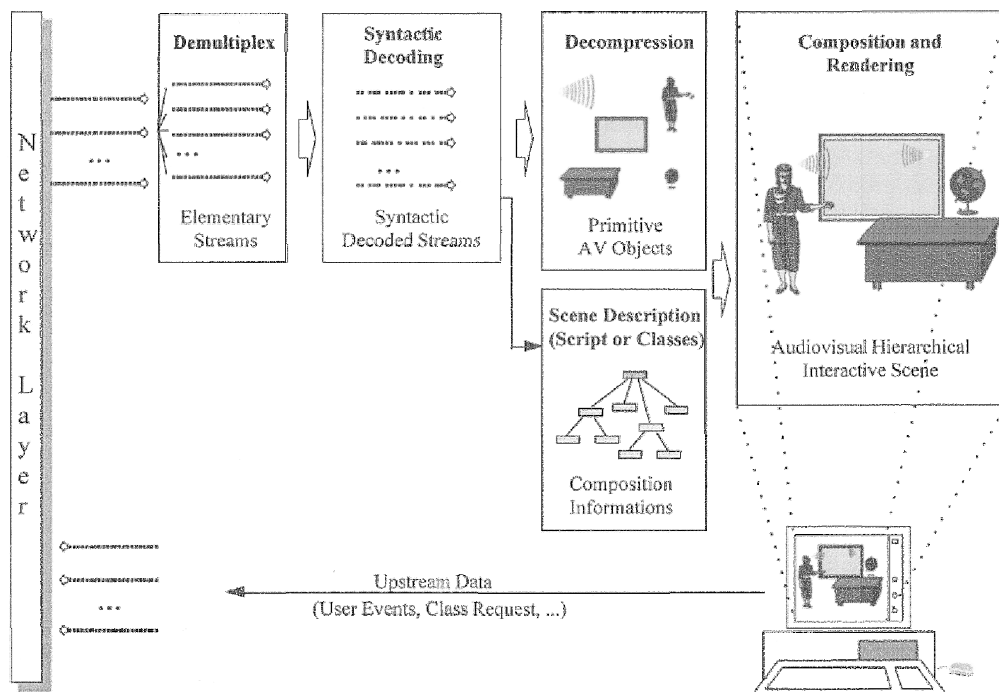 Network Layer
Demultiplex
...
...
Elementary
Streams
Syntactic
Decoding
...
Syntactic
Decoded Streams
Decompression
Primitive
AV Objects
Scene Description
(Script or Classes)
Composition
Informations
Composition and
Rendering
Audiovisual Hierarchical
Interactive Scene
...
Upstream Data
(User Events, Class Request, ...)